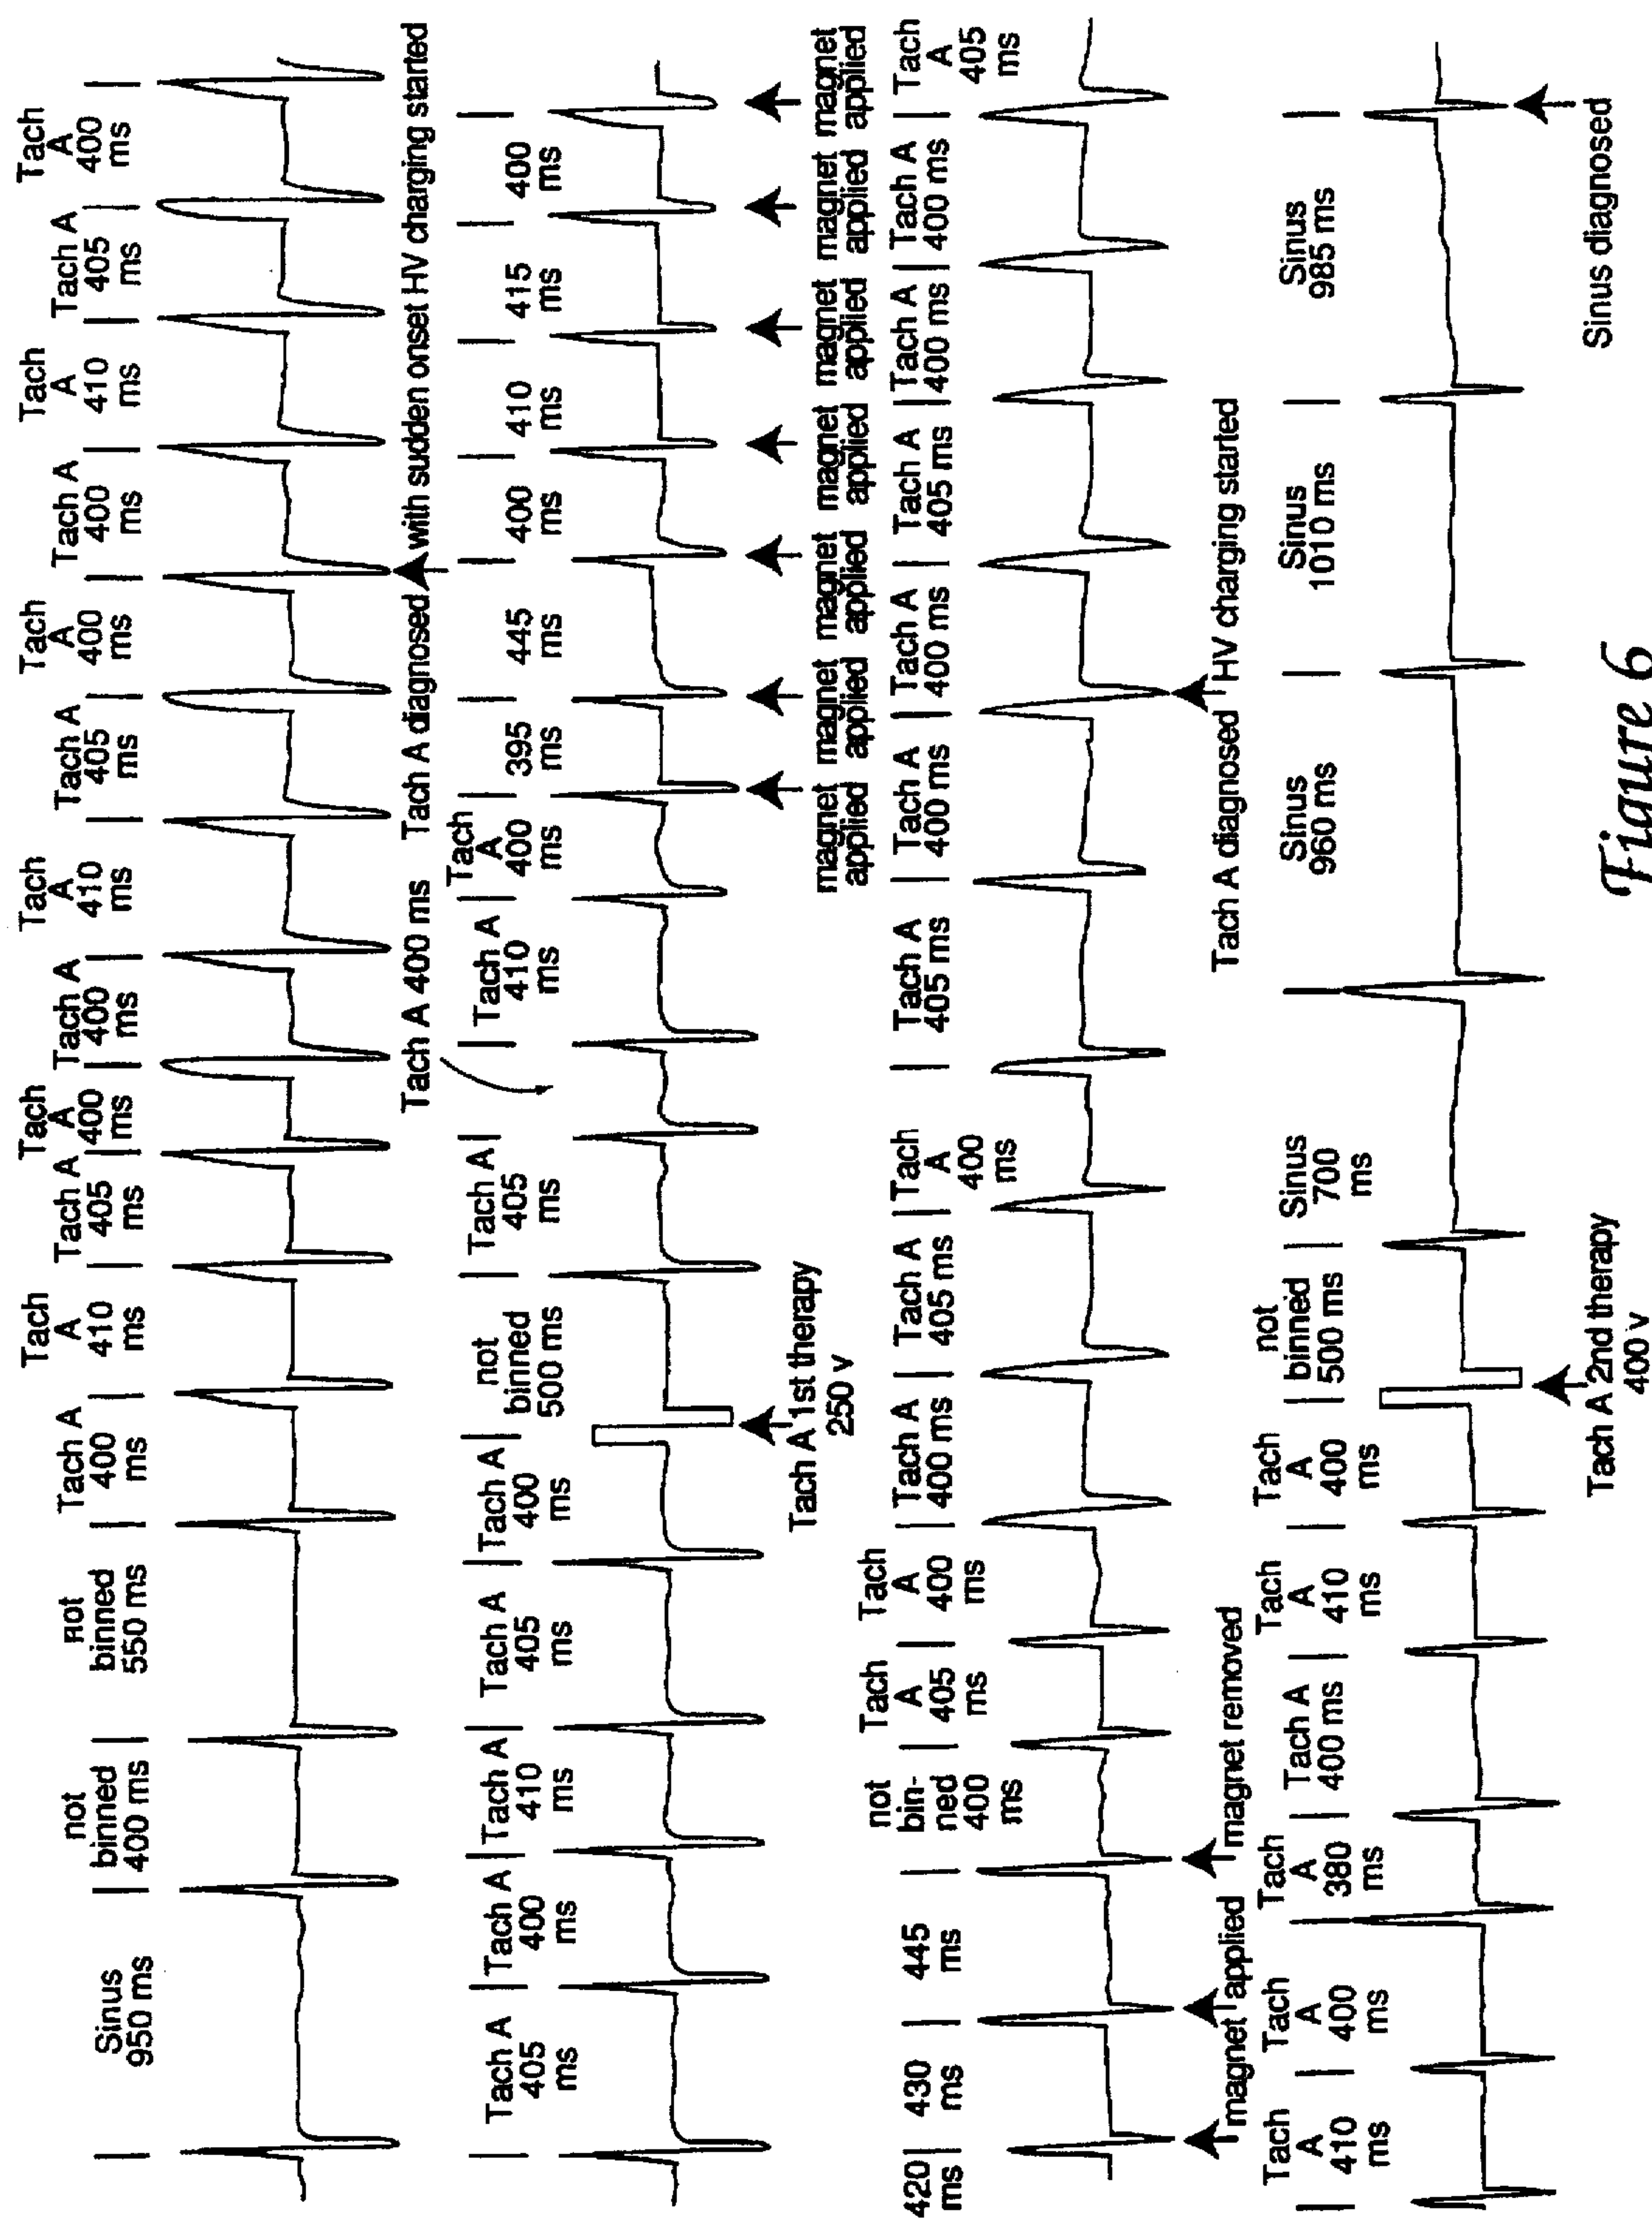 Sinus
950 ms
not
binned
400 ms
not
binned
550 ms
Tach A
400
ms
Tach
A
410
ms
Tach A
405
ms
Tach
A
400
ms
Tach A
400
ms
Tach
A
410
ms
Tach A
405
ms
Tach
A
400
ms
Tach A
400
ms
Tach
A
410
ms
Tach A
405
ms
Tach
A
400
ms
Tach A diagnosed with sudden onset HV charging started
Tach A
405
ms
Tach A
400
ms
Tach A
410
ms
Tach A
405
ms
Tach A
400
ms
not
binned
500 ms
Tach A
405
ms
Tach A 400 ms
Tach A
410
ms
Tach
A
400
ms
395
ms
445
ms
400
ms
410
ms
415
ms
400
ms
Tach A 1st therapy
250 v
magnet
applied
magnet
applied
magnet
applied
magnet
applied
magnet
applied
magnet
applied
magnet
applied
420
ms
430
ms
445
ms
not
bin-
ned
400
ms
Tach
A
405
ms
Tach
A
400
ms
Tach A
400 ms
Tach A
405 ms
Tach
A
400
ms
Tach A
405 ms
Tach A
400 ms
Tach A
400 ms
Tach A
405 ms
Tach A
400 ms
Tach A
400 ms
Tach
A
405
ms
magnet applied
magnet removed
Tach A diagnosed HV charging started
Tach
A
410
ms
Tach
A
400
ms
Tach
A
380
ms
Tach A
400 ms
Tach
A
410
ms
Tach
A
400
ms
not
binned
500 ms
Sinus
700
ms
Sinus
960 ms
Sinus
1010 ms
Sinus
985 ms
Tach A 2nd therapy
400 v
Sinus diagnosed
Figure 6